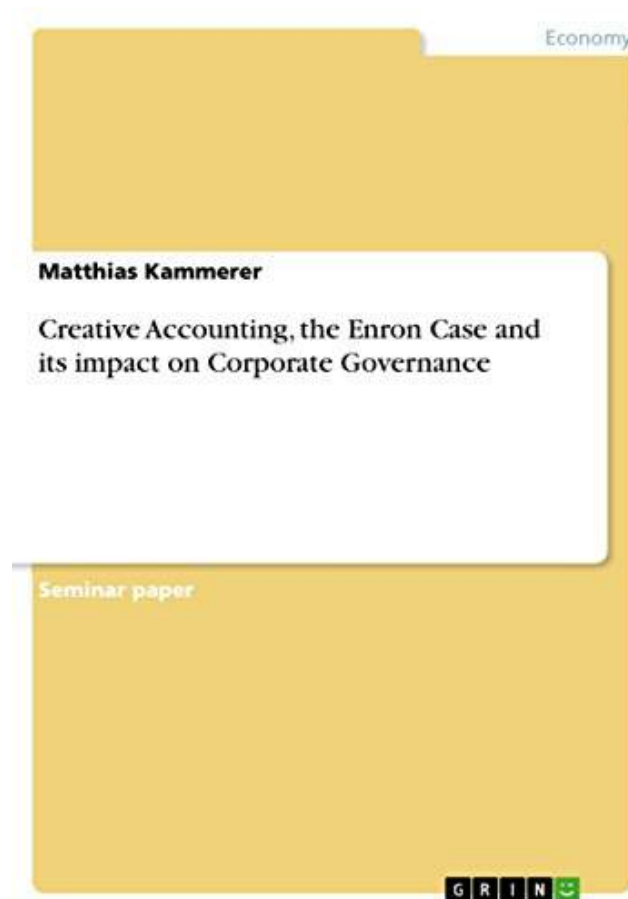 Economy
Matthias Kammerer
Creative Accounting, the Enron Case and
its impact on Corporate Governance
Seminar paper
GRIN